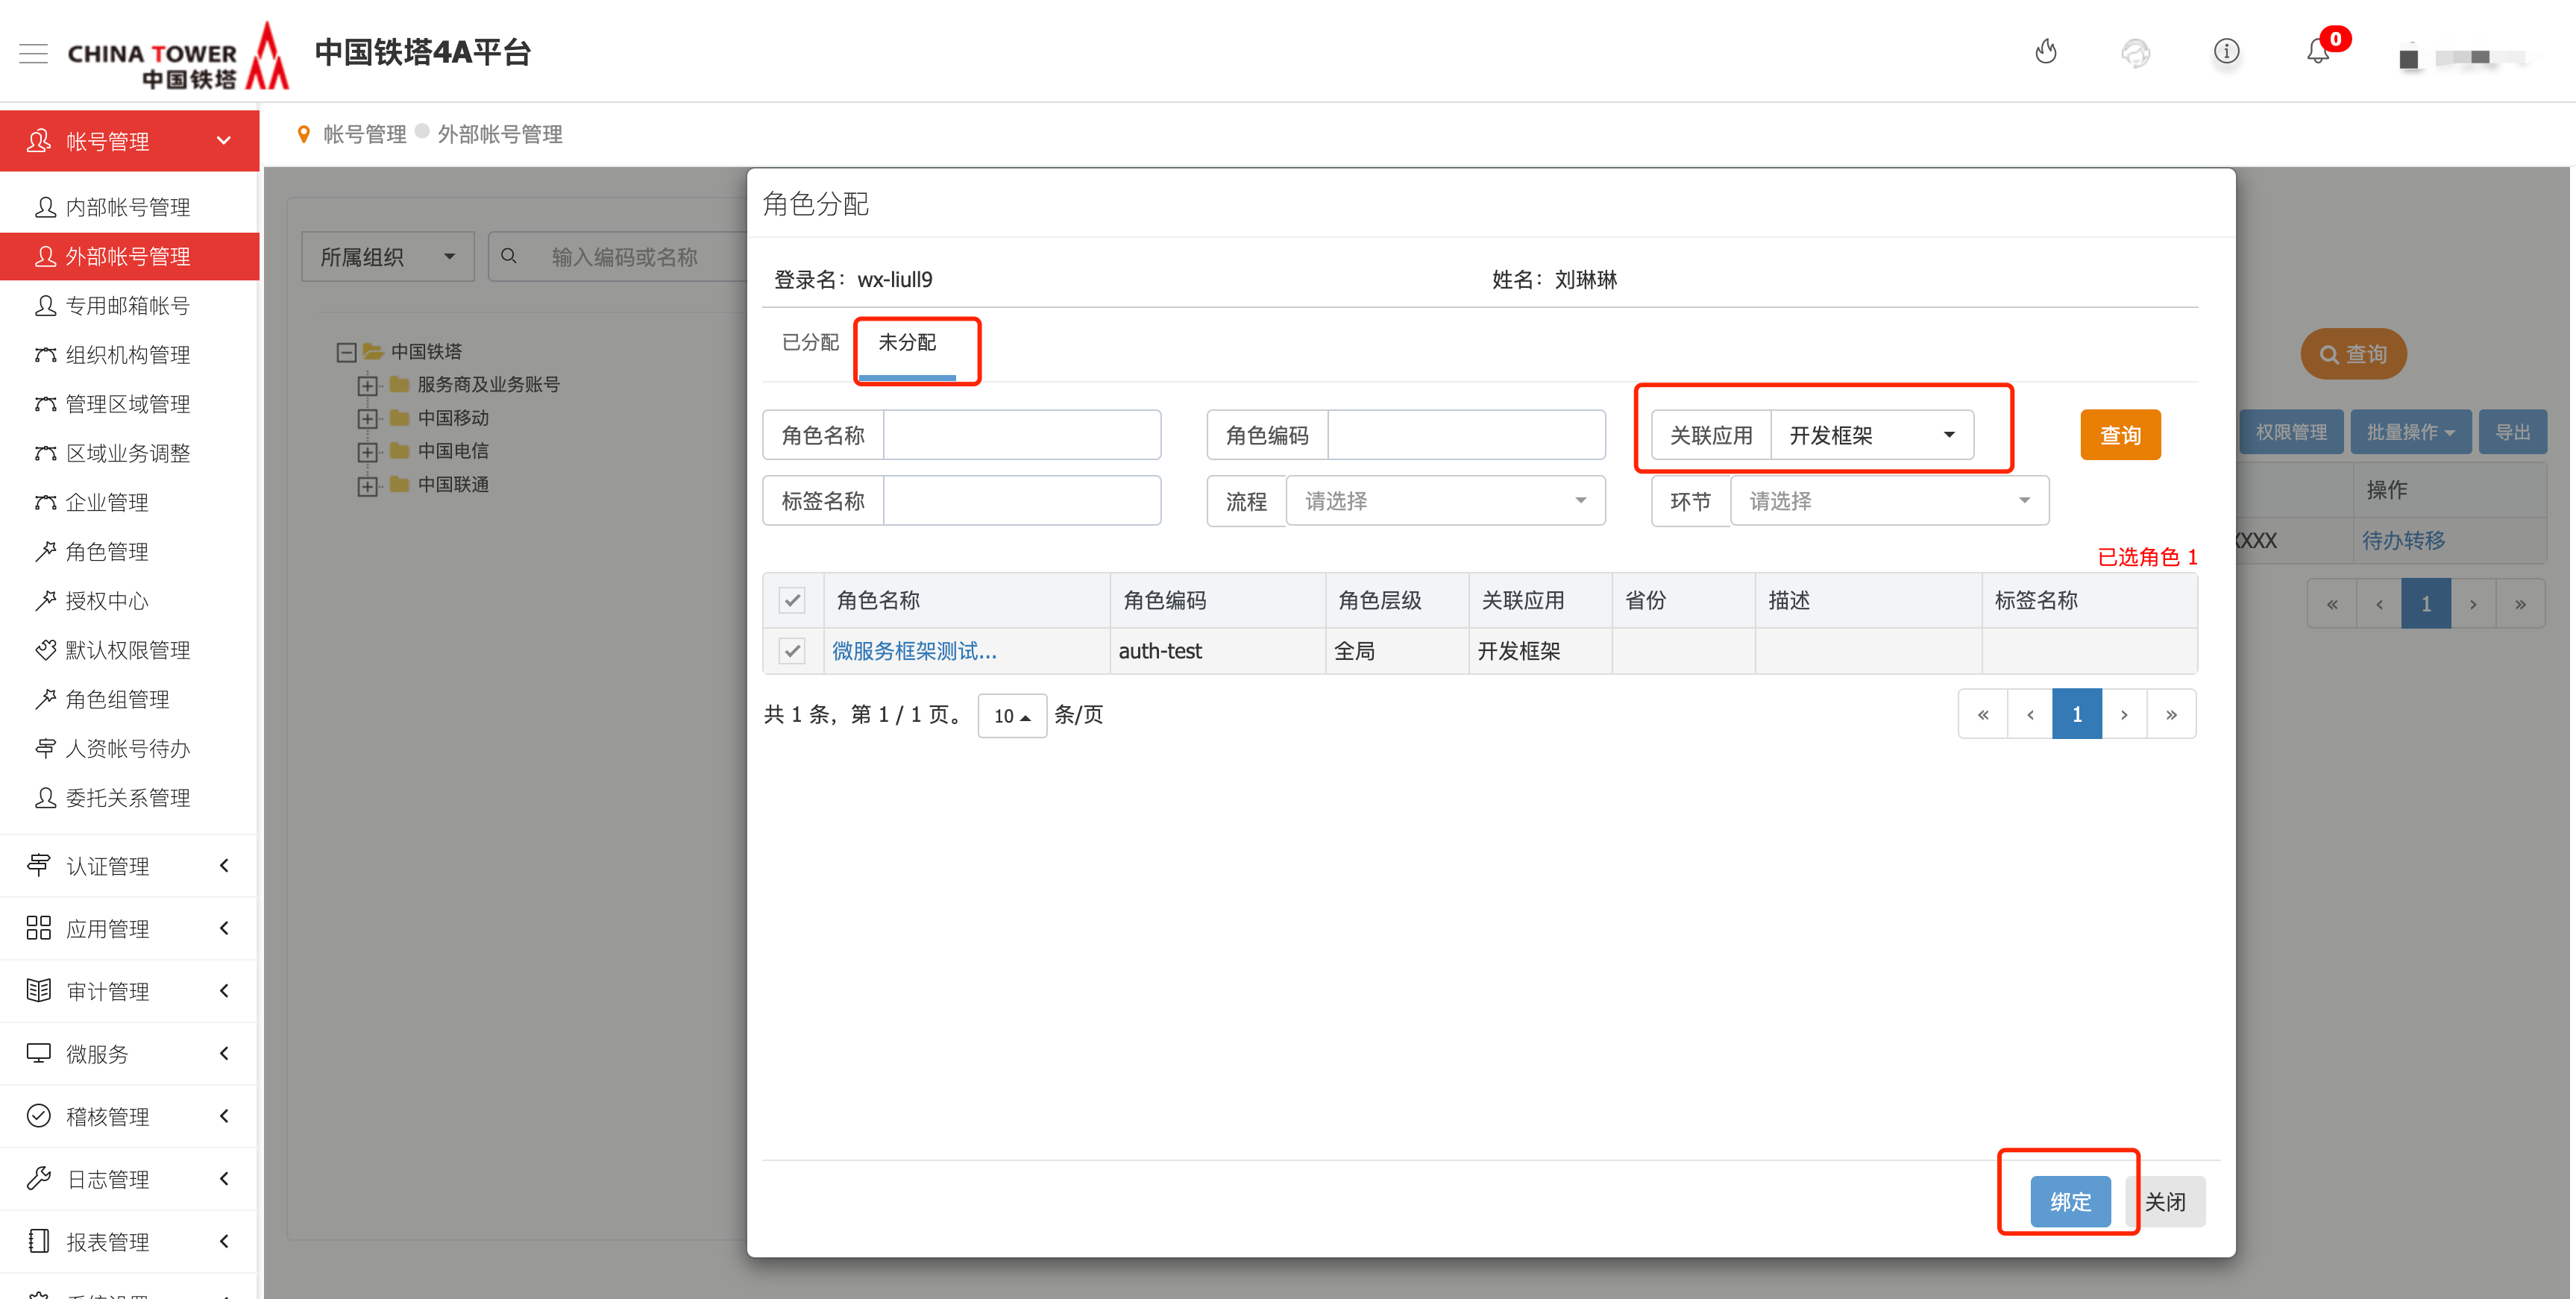 CHINA TOWER
中国铁塔
中国铁塔4A平台
0
帐号管理
内部帐号管理
外部帐号管理
专用邮箱帐号
组织机构管理
管理区域管理
区域业务调整
企业管理
角色管理
授权中心
默认权限管理
角色组管理
人资帐号待办
委托关系管理
认证管理
应用管理
审计管理
微服务
稽核管理
日志管理
报表管理
帐号管理 外部帐号管理
所属组织 输入编码或名称
中国铁塔
服务商及业务账号
中国移动
中国电信
中国联通
角色分配
登录名：wx-liull9 姓名：刘琳琳
已分配 未分配
角色名称 角色编码 关联应用 开发框架 查询
标签名称 流程 请选择 环节 请选择
已选角色 1
角色名称 角色编码 角色层级 关联应用 省份 描述 标签名称
微服务框架测试... auth-test 全局 开发框架
共 1 条，第 1 / 1 页。 10 条/页 « ‹ 1 › »
绑定 关闭
查询
权限管理 批量操作 导出
操作
XXXX 待办转移
« ‹ 1 › »